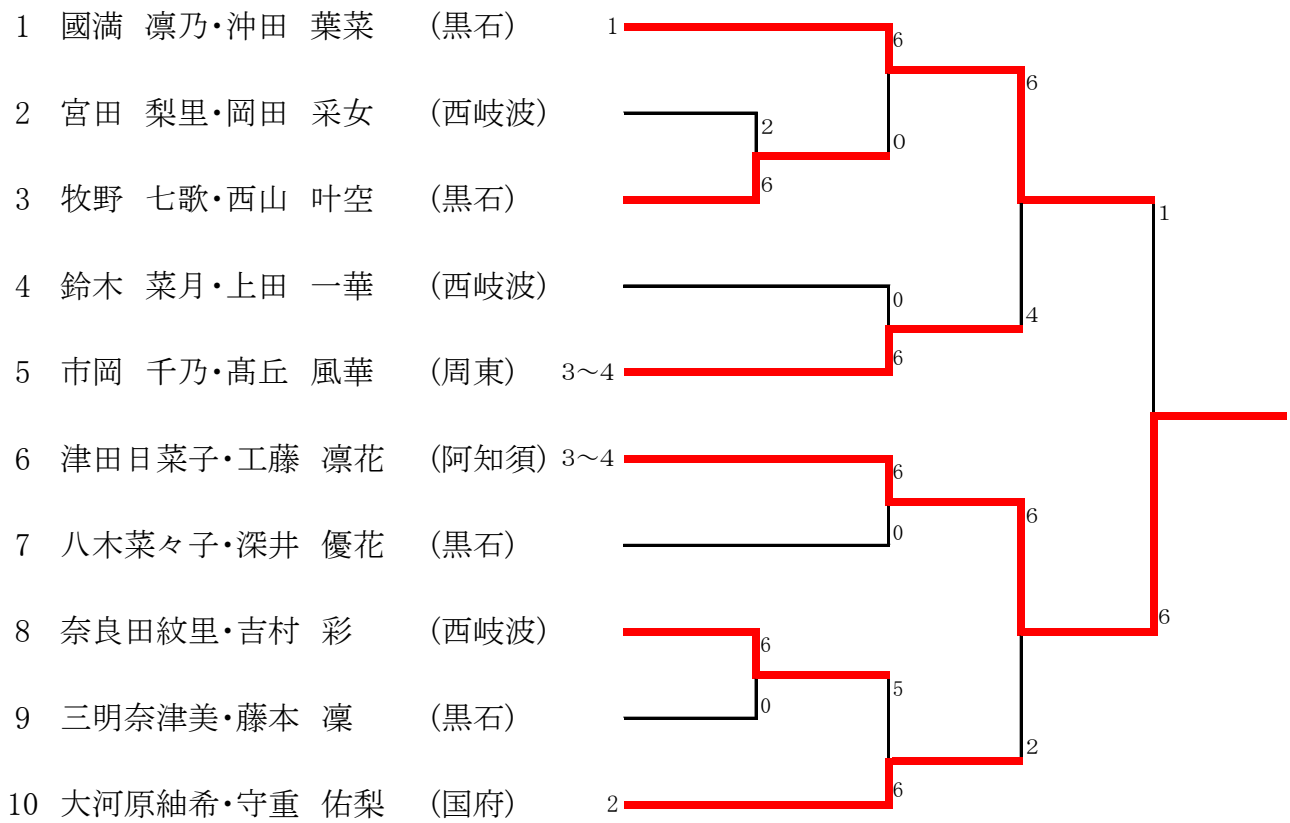 1 國満 凛乃・沖田 葉菜 (黒石) 1
6
6
2 宮田 梨里・岡田 采女 (西岐波)
2
0
3 牧野 七歌・西山 叶空 (黒石)
6
1
4 鈴木 菜月・上田 一華 (西岐波)
0
4
5 市岡 千乃・髙丘 風華 (周東) 3～4
6
6 津田日菜子・工藤 凛花 (阿知須) 3～4
6
6
7 八木菜々子・深井 優花 (黒石)
0
8 奈良田紋里・吉村 彩 (西岐波)
6
6
5
9 三明奈津美・藤本 凜 (黒石)
0
2
10 大河原紬希・守重 佑梨 (国府) 2
6